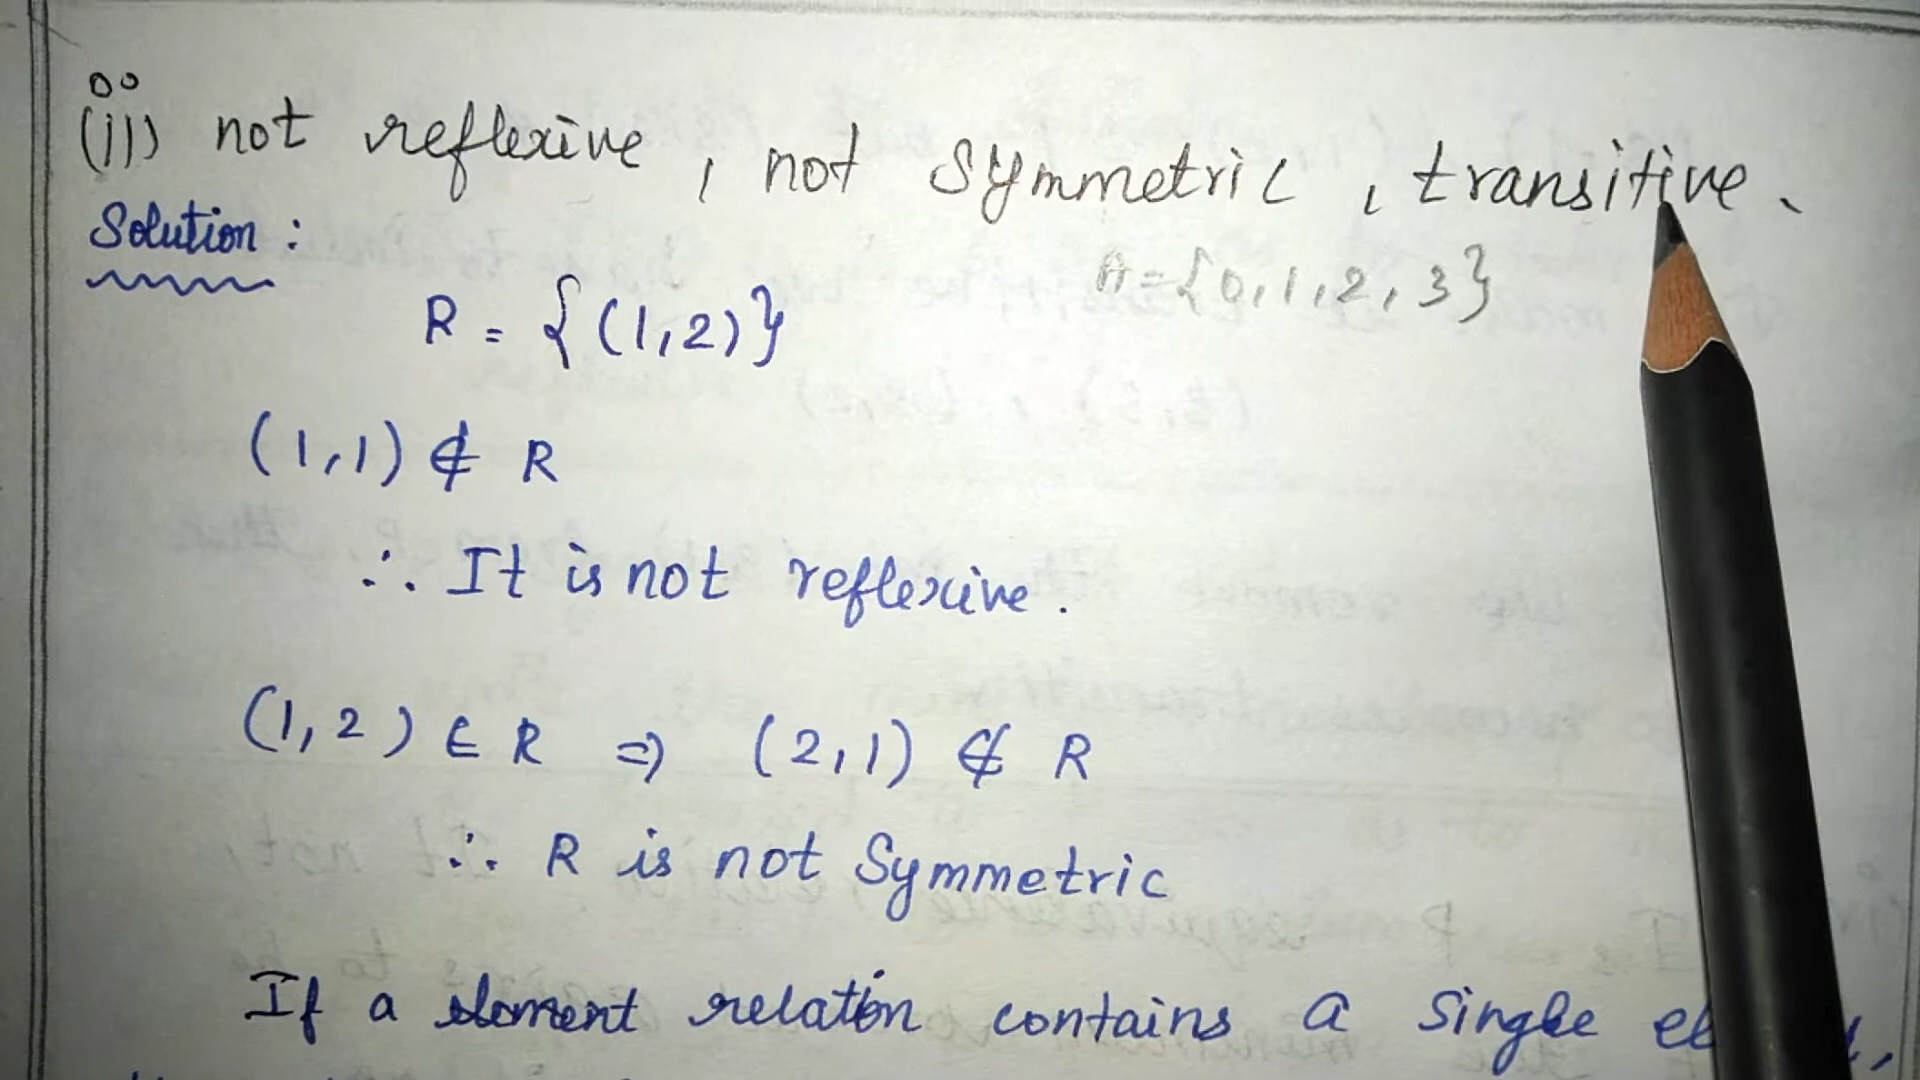 (ii) not reflexive, not Symmetric, transitive.
Solution :
A={0,1,2,3}
R = {(1,2)}
(1,1) ∉ R
∴ It is not reflexive.
(1,2) ∈ R ⇒ (2,1) ∉ R
∴ R is not Symmetric
If a relation contains a Single